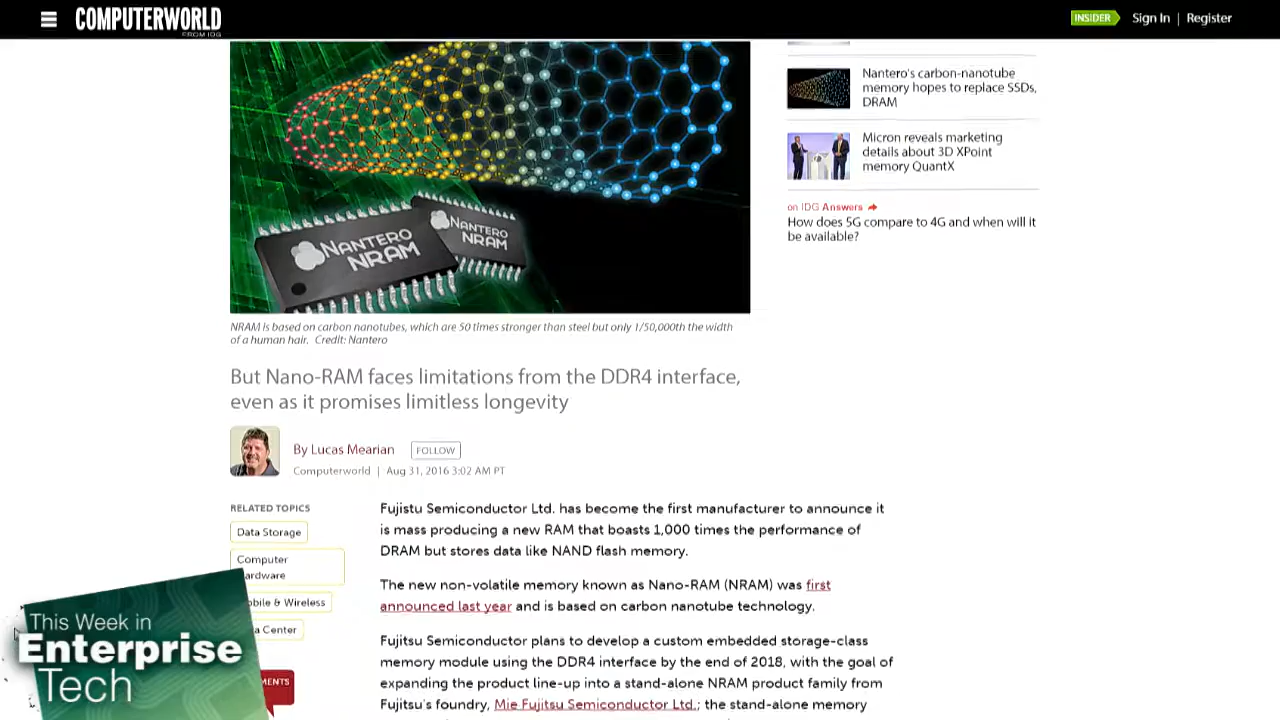 COMPUTERWORLD
FROM IDG
INSIDER Sign In | Register
NANTERO
NRAM
NANTERO
NRAM
NRAM is based on carbon nanotubes, which are 50 times stronger than steel but only 1/50,000th the width
of a human hair. Credit: Nantero
But Nano-RAM faces limitations from the DDR4 interface,
even as it promises limitless longevity
By Lucas Mearian FOLLOW
Computerworld | Aug 31, 2016 3:02 AM PT
RELATED TOPICS
Data Storage
Computer
ardware
obile & Wireless
a Center
MENTS
Fujistu Semiconductor Ltd. has become the first manufacturer to announce it
is mass producing a new RAM that boasts 1,000 times the performance of
DRAM but stores data like NAND flash memory.
The new non-volatile memory known as Nano-RAM (NRAM) was first
announced last year and is based on carbon nanotube technology.
Fujitsu Semiconductor plans to develop a custom embedded storage-class
memory module using the DDR4 interface by the end of 2018, with the goal of
expanding the product line-up into a stand-alone NRAM product family from
Fujitsu's foundry, Mie Fujitsu Semiconductor Ltd.; the stand-alone memory
Nantero's carbon-nanotube
memory hopes to replace SSDs,
DRAM
Micron reveals marketing
details about 3D XPoint
memory QuantX
on IDG Answers
How does 5G compare to 4G and when will it
be available?
This Week in
Enterprise
Tech